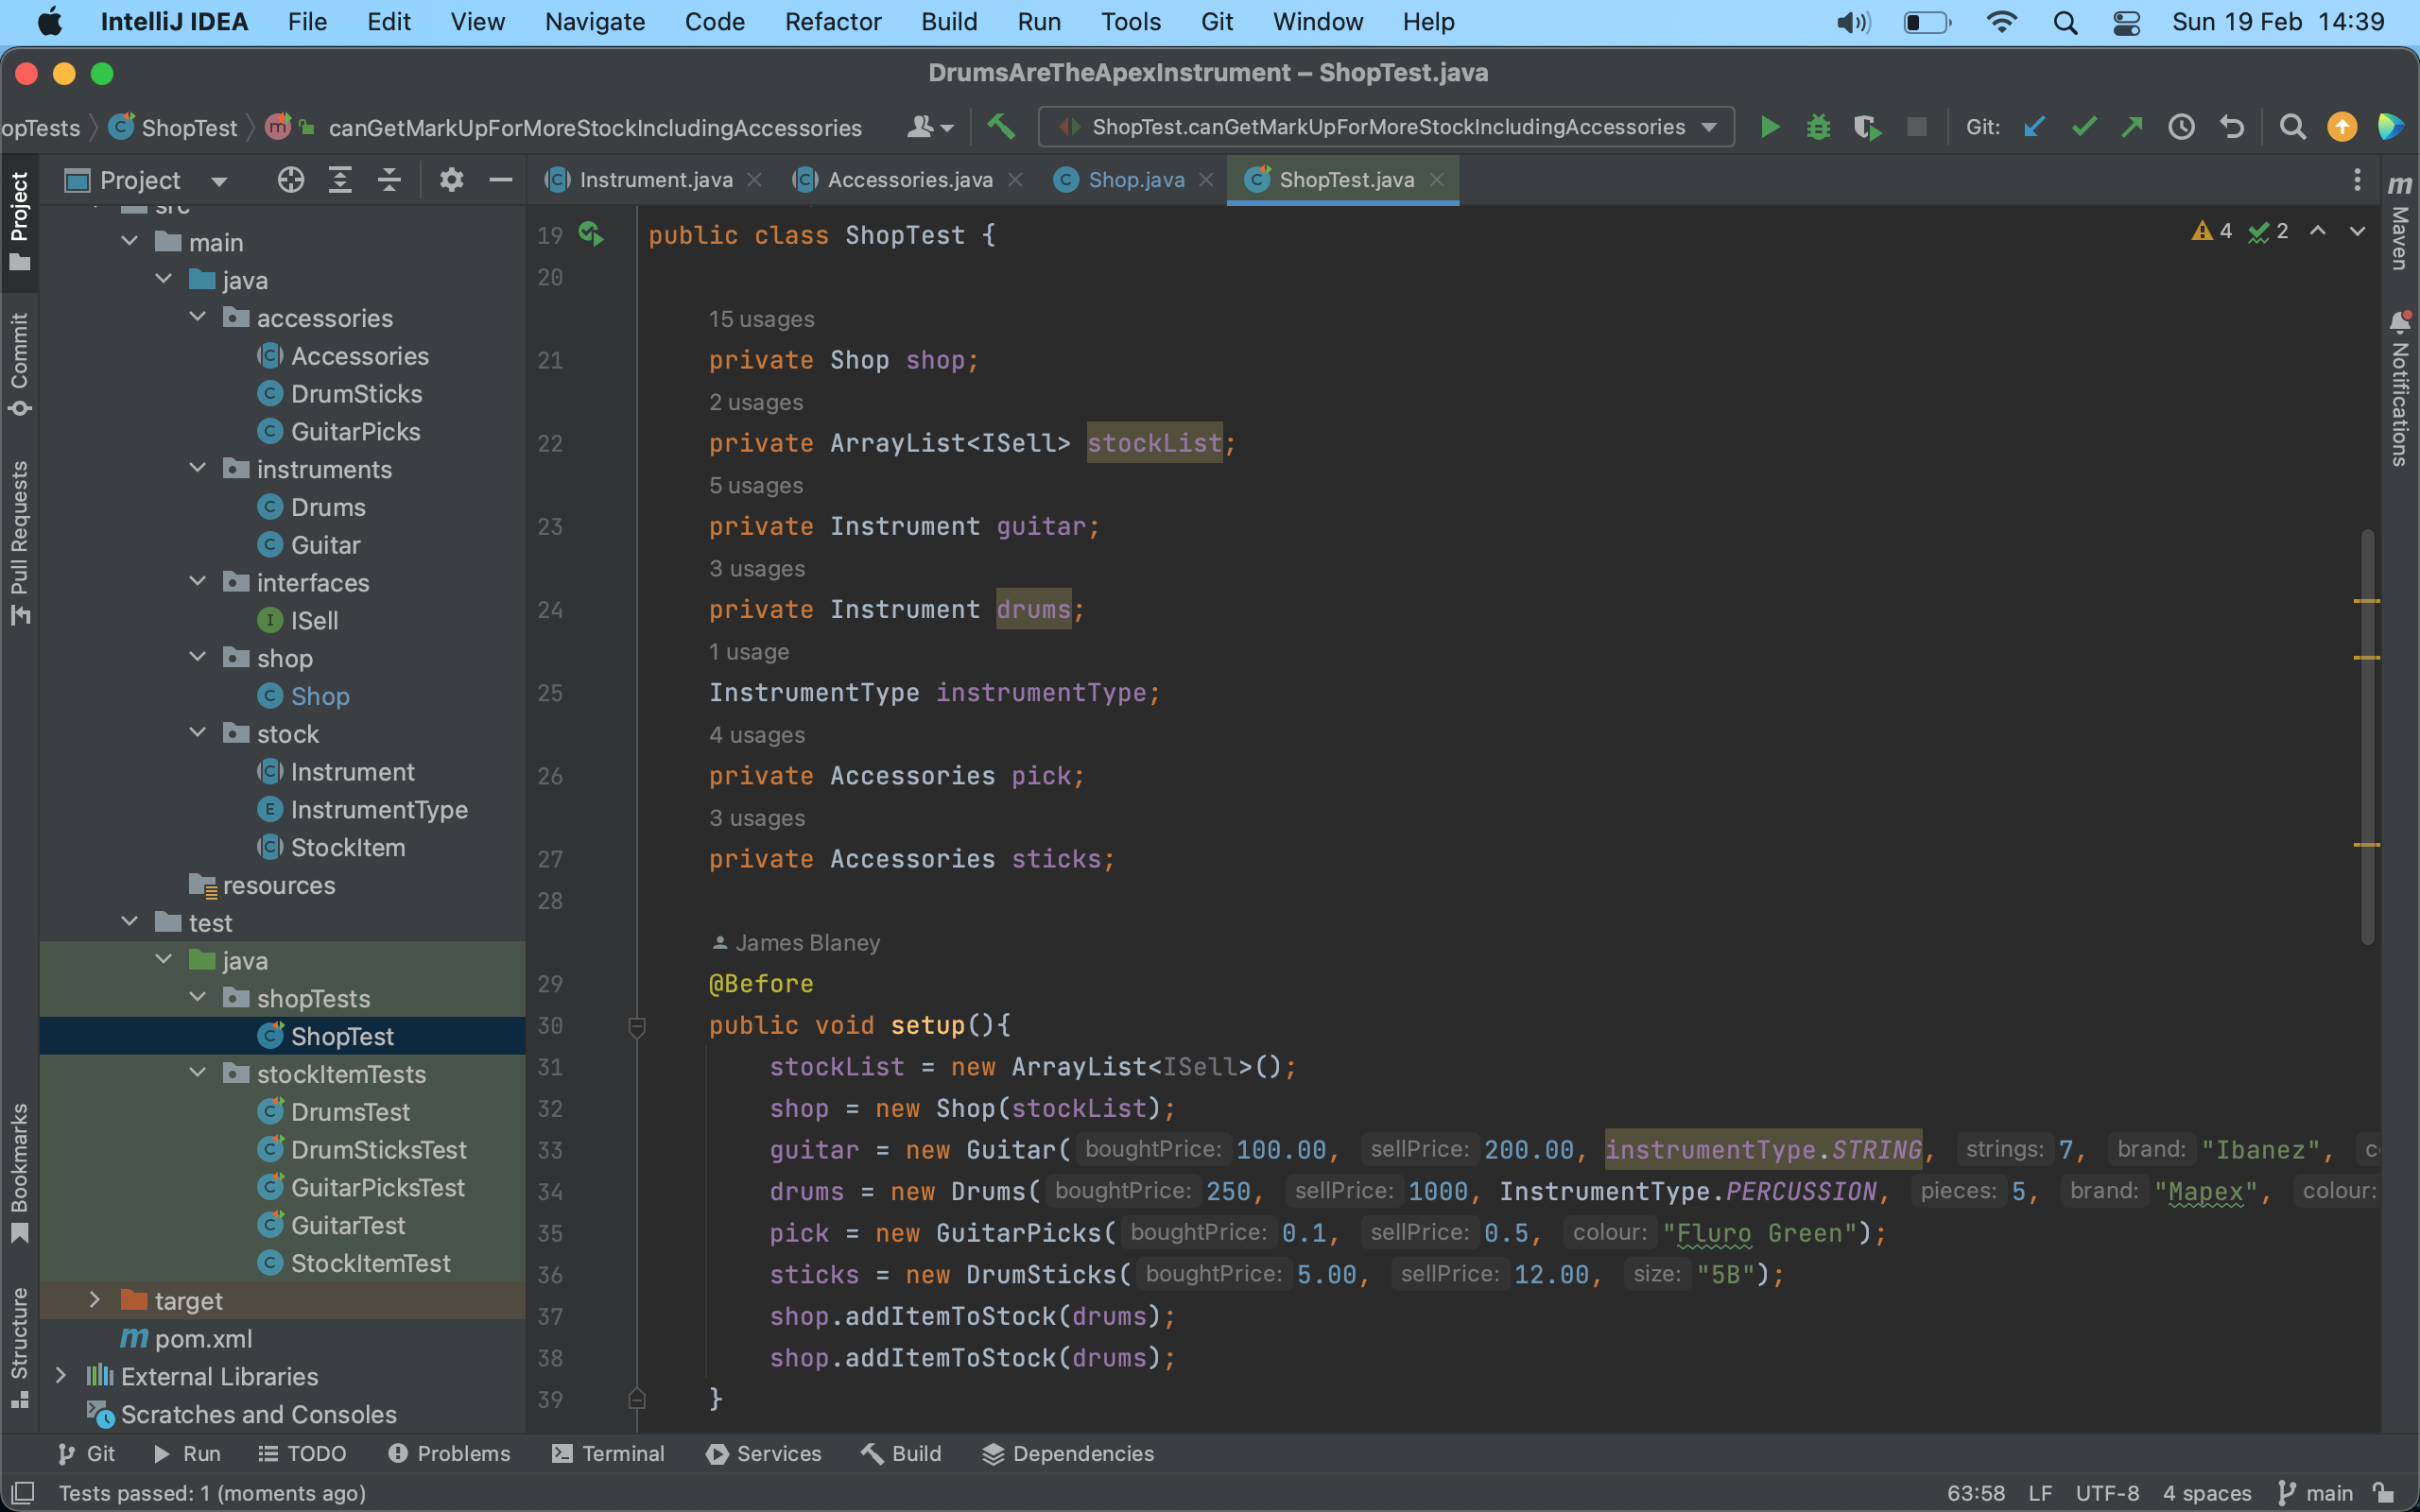 IntelliJ IDEA File Edit View Navigate Code Refactor Build Run Tools Git Window Help Sun 19 Feb 14:39
DrumsAreTheApexInstrument – ShopTest.java
opTests ShopTest m canGetMarkUpForMoreStockIncludingAccessories ShopTest.canGetMarkUpForMoreStockIncludingAccessories Git:
Project Instrument.java Accessories.java Shop.java ShopTest.java
Project
Commit
Pull Requests
Bookmarks
Structure
src
main
java
accessories
Accessories
DrumSticks
GuitarPicks
instruments
Drums
Guitar
interfaces
ISell
shop
Shop
stock
Instrument
InstrumentType
StockItem
resources
test
java
shopTests
ShopTest
stockItemTests
DrumsTest
DrumSticksTest
GuitarPicksTest
GuitarTest
StockItemTest
target
pom.xml
External Libraries
Scratches and Consoles
19 public class ShopTest {
4 2
20
15 usages
21 private Shop shop;
2 usages
22 private ArrayList<ISell> stockList;
5 usages
23 private Instrument guitar;
3 usages
24 private Instrument drums;
1 usage
25 InstrumentType instrumentType;
4 usages
26 private Accessories pick;
3 usages
27 private Accessories sticks;
28
James Blaney
29 @Before
30 public void setup(){
31 stockList = new ArrayList<ISell>();
32 shop = new Shop(stockList);
33 guitar = new Guitar( boughtPrice: 100.00, sellPrice: 200.00, instrumentType.STRING, strings: 7, brand: "Ibanez", c
34 drums = new Drums( boughtPrice: 250, sellPrice: 1000, InstrumentType.PERCUSSION, pieces: 5, brand: "Mapex", colour:
35 pick = new GuitarPicks( boughtPrice: 0.1, sellPrice: 0.5, colour: "Fluro Green");
36 sticks = new DrumSticks( boughtPrice: 5.00, sellPrice: 12.00, size: "5B");
37 shop.addItemToStock(drums);
38 shop.addItemToStock(drums);
39 }
m Maven
Notifications
Git Run TODO Problems Terminal Services Build Dependencies
Tests passed: 1 (moments ago) 63:58 LF UTF-8 4 spaces main